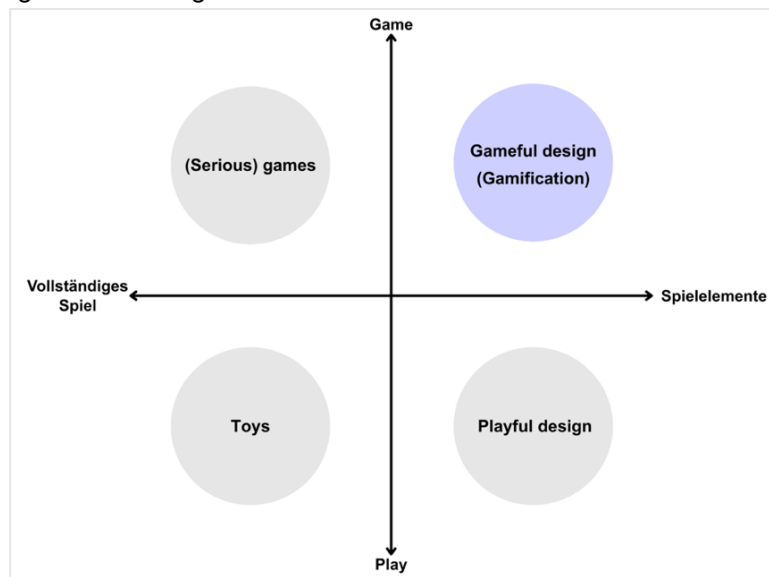 Game
(Serious) games
Gameful design
(Gamification)
Vollständiges
Spiel
Spielelemente
Toys
Playful design
Play